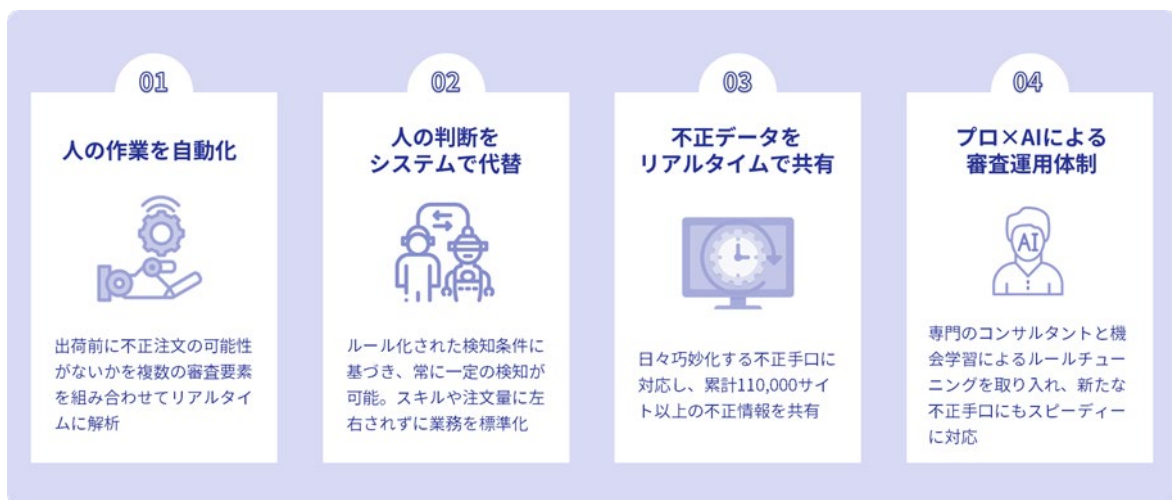 01
人の作業を自動化
出荷前に不正注文の可能性
がないかを複数の審査要素
を組み合わせてリアルタイ
ムに解析
02
人の判断を
システムで代替
ルール化された検知条件に
基づき、常に一定の検知が
可能。スキルや注文量に左
右されずに業務を標準化
03
不正データを
リアルタイムで共有
日々巧妙化する不正手口に
対応し、累計110,000サイ
ト以上の不正情報を共有
04
プロ×AIによる
審査運用体制
AI
専門のコンサルタントと機
会学習によるルールチュー
ニングを取り入れ、新たな
不正手口にもスピーディー
に対応